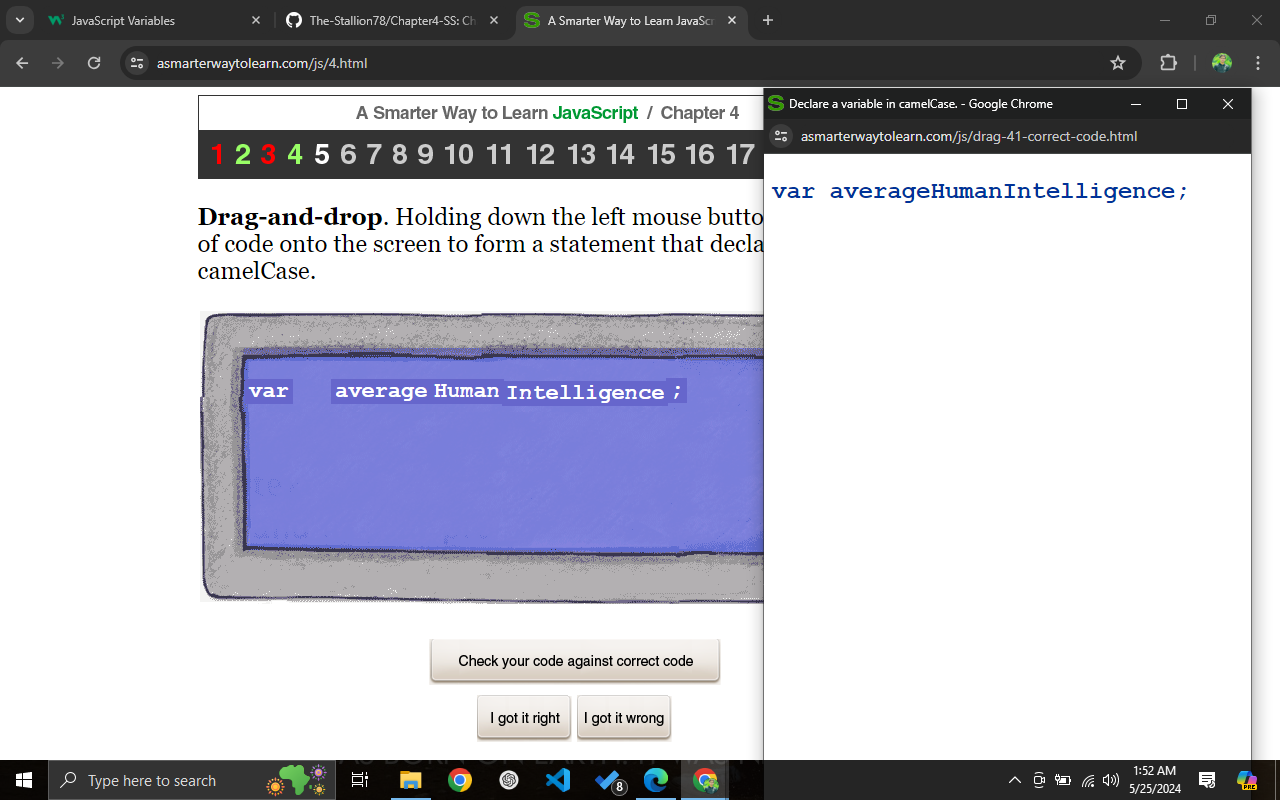 JavaScript Variables
The-Stallion78/Chapter4-SS: Ch
A Smarter Way to Learn JavaScr
asmarterwaytolearn.com/js/4.html
A Smarter Way to Learn JavaScript / Chapter 4
1 2 3 4 5 6 7 8 9 10 11 12 13 14 15 16 17
Drag-and-drop. Holding down the left mouse butto
of code onto the screen to form a statement that decla
camelCase.
var average Human Intelligence ;
Check your code against correct code
I got it right I got it wrong
Declare a variable in camelCase. - Google Chrome
asmarterwaytolearn.com/js/drag-41-correct-code.html
var averageHumanIntelligence;
Type here to search
8
1:52 AM
5/25/2024
PRE